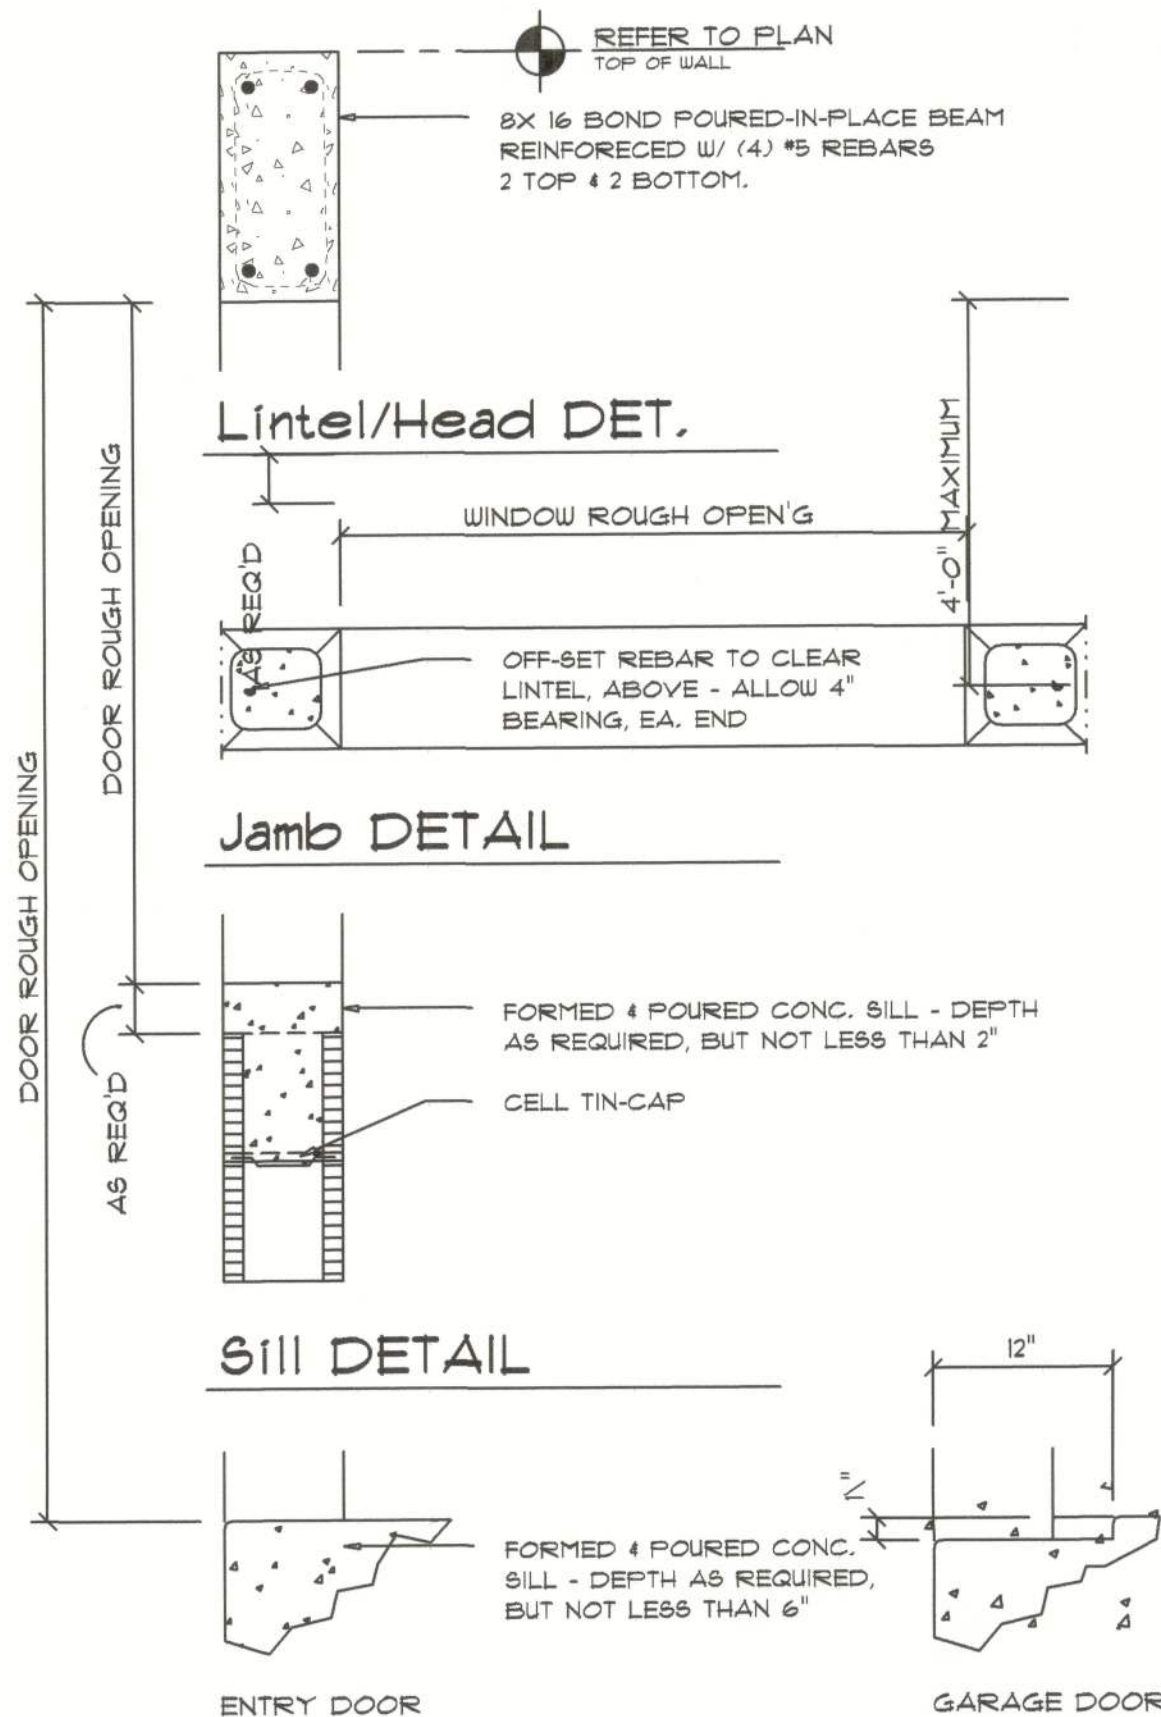 REFER TO PLAN
TOP OF WALL
8X 16 BOND POURED-IN-PLACE BEAM
REINFORECED W/ (4) #5 REBARS
2 TOP & 2 BOTTOM.
Lintel/Head DET.
DOOR ROUGH OPENING
DOOR ROUGH OPENING
WINDOW ROUGH OPEN'G
4'-0" MAXIMUM
AS REQ'D
OFF-SET REBAR TO CLEAR
LINTEL, ABOVE - ALLOW 4"
BEARING, EA. END
Jamb DETAIL
FORMED & POURED CONC. SILL - DEPTH
AS REQUIRED, BUT NOT LESS THAN 2"
CELL TIN-CAP
AS REQ'D
Sill DETAIL
12"
FORMED & POURED CONC.
SILL - DEPTH AS REQUIRED,
BUT NOT LESS THAN 6"
ENTRY DOOR
GARAGE DOOR